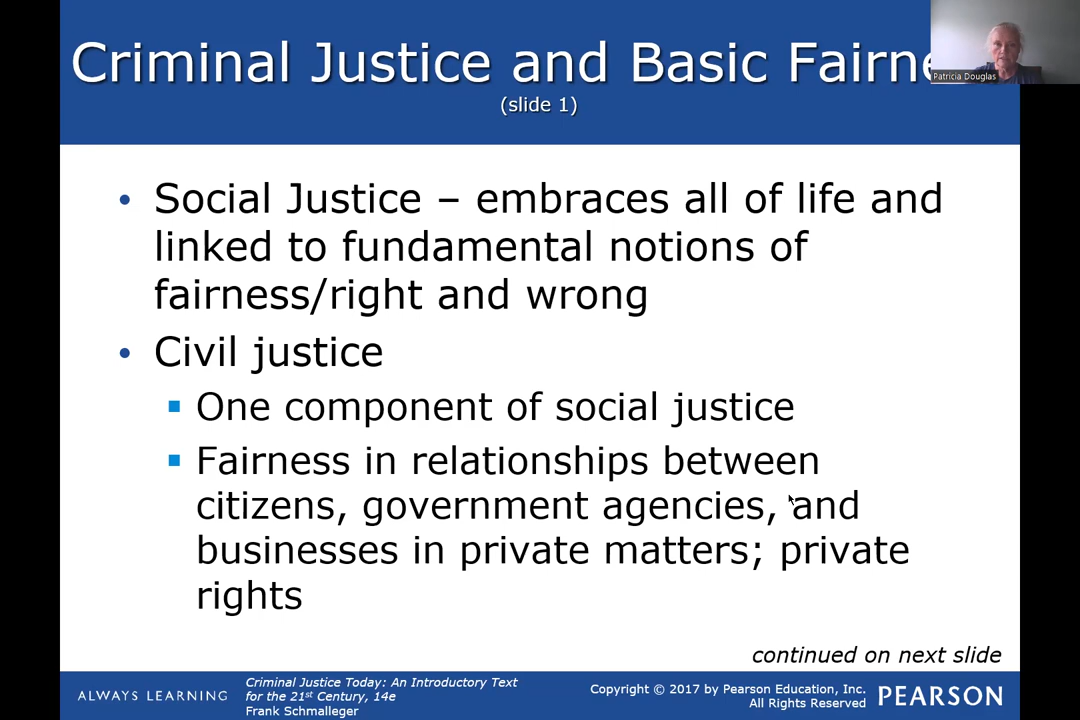 Criminal Justice and Basic Fairne
(slide 1)
Patricia Douglas
• Social Justice – embraces all of life and
linked to fundamental notions of
fairness/right and wrong
• Civil justice
▪ One component of social justice
▪ Fairness in relationships between
citizens, government agencies, and
businesses in private matters; private
rights
continued on next slide
ALWAYS LEARNING
Criminal Justice Today: An Introductory Text
for the 21st Century, 14e
Frank Schmalleger
Copyright © 2017 by Pearson Education, Inc.
All Rights Reserved
PEARSON